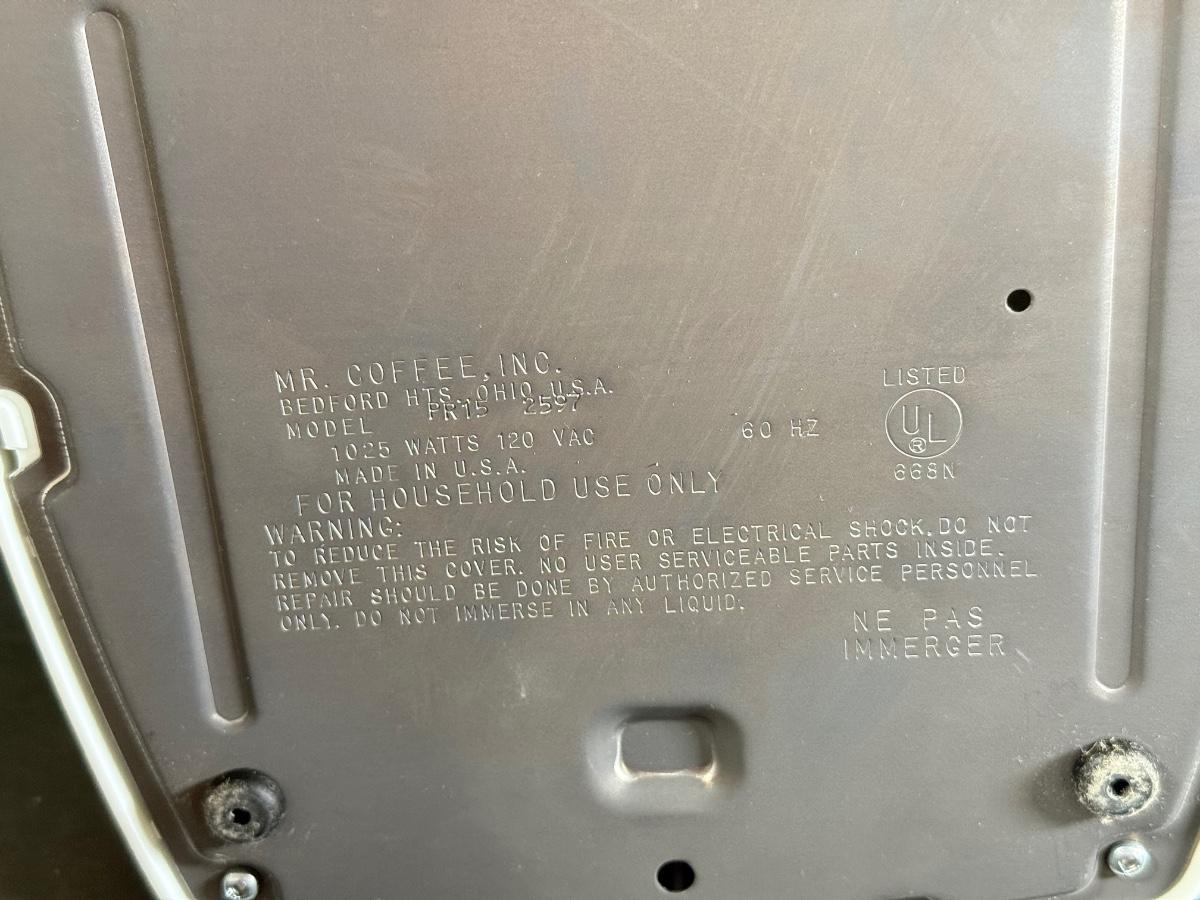 MR. COFFEE, INC.
BEDFORD HTS., OHIO U.S.A.
MODEL PR15 2597
1025 WATTS 120 VAC 60 HZ
MADE IN U.S.A.
FOR HOUSEHOLD USE ONLY
LISTED
UL
®
668N
WARNING:
TO REDUCE THE RISK OF FIRE OR ELECTRICAL SHOCK, DO NOT
REMOVE THIS COVER. NO USER SERVICEABLE PARTS INSIDE.
REPAIR SHOULD BE DONE BY AUTHORIZED SERVICE PERSONNEL
ONLY. DO NOT IMMERSE IN ANY LIQUID.
NE PAS
IMMERGER